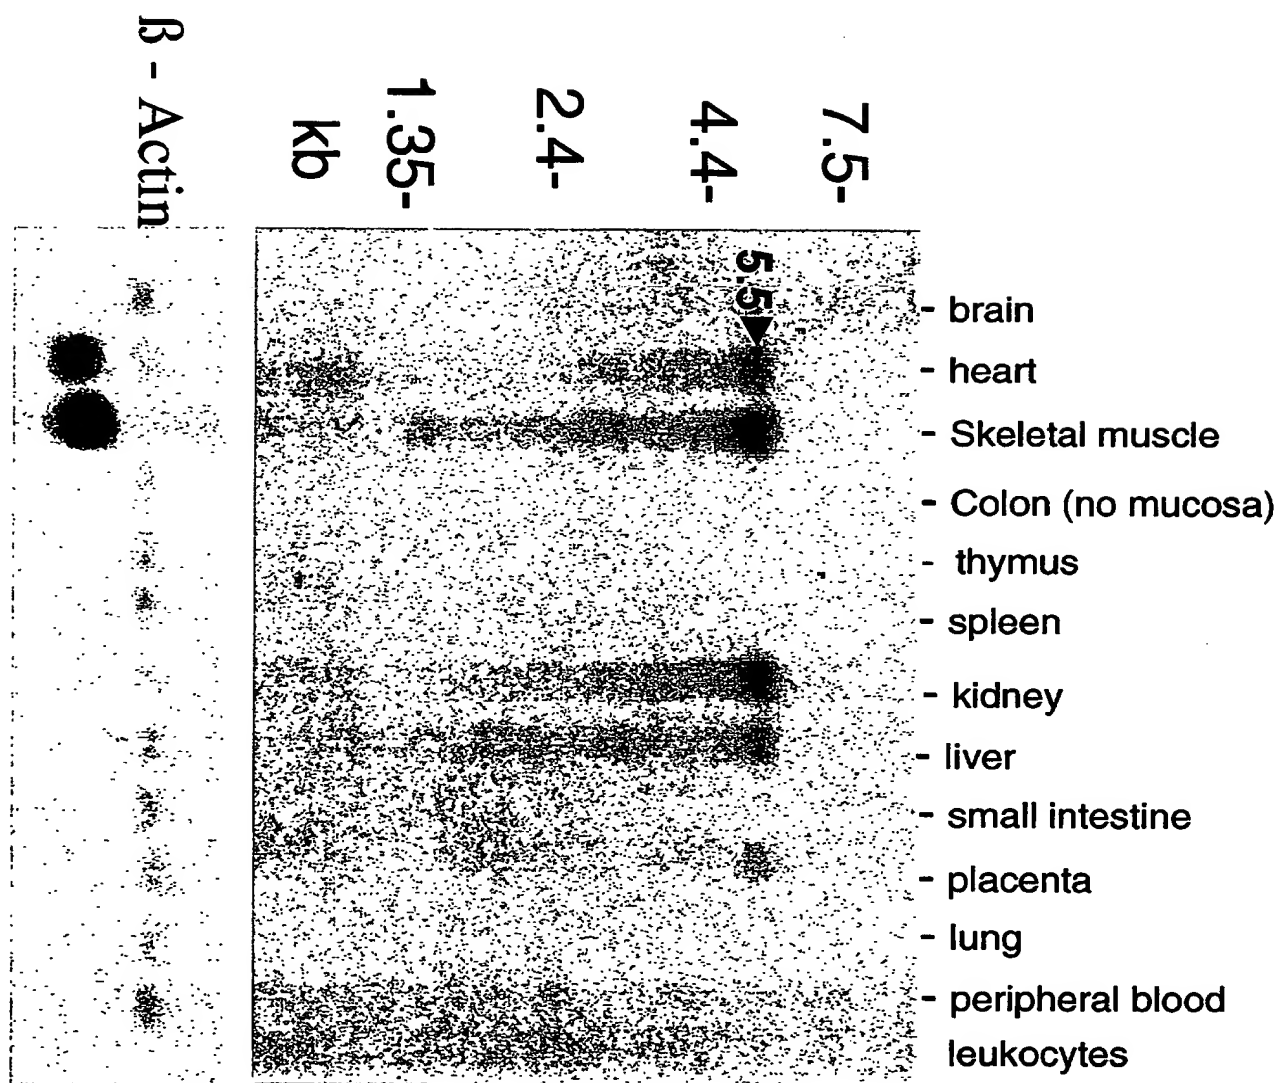 β - Actin
kb
1.35-
2.4-
4.4-
7.5-
5.5
- brain
- heart
- Skeletal muscle
- Colon (no mucosa)
- thymus
- spleen
- kidney
- liver
- small intestine
- placenta
- lung
- peripheral blood
leukocytes